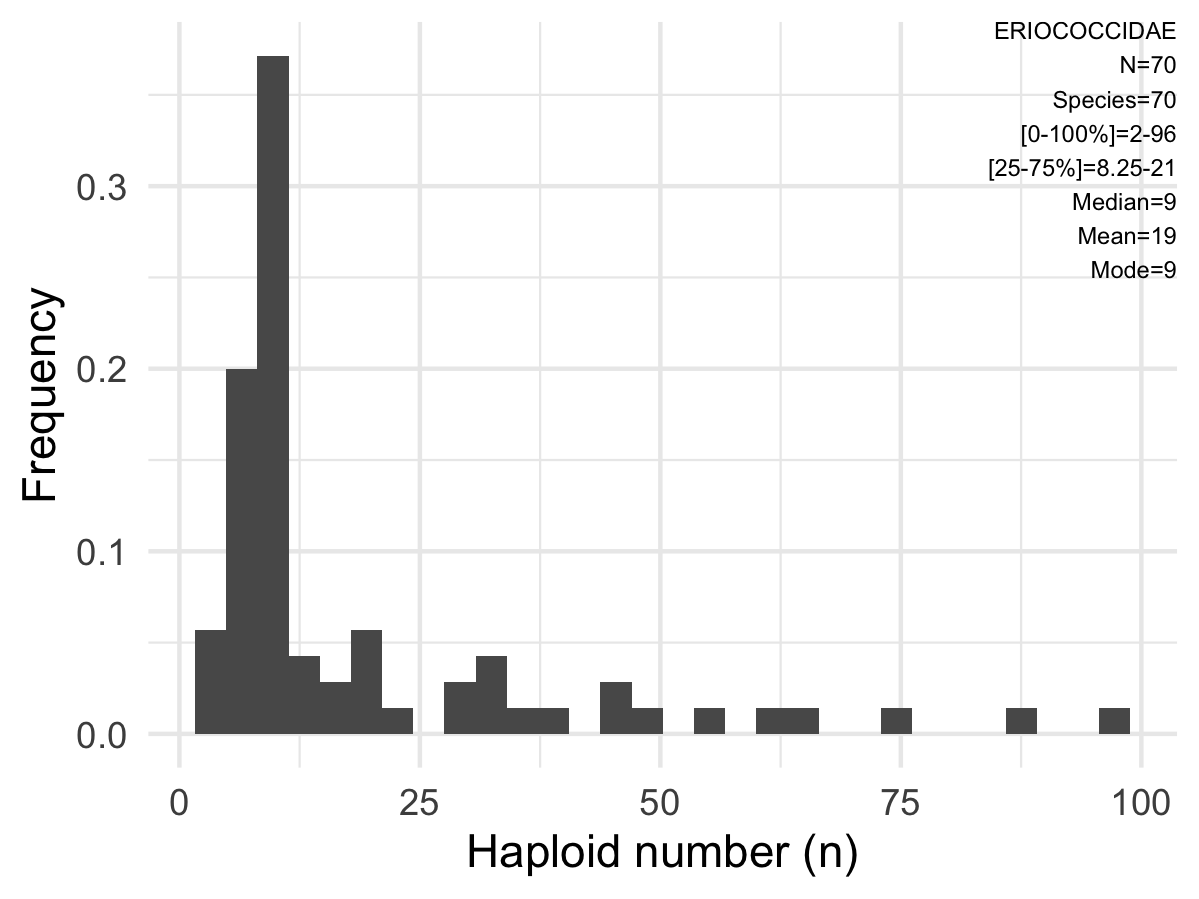 ERIOCOCCIDAE
N=70
Species=70
[0-100%]=2-96
[25-75%]=8.25-21
Median=9
Mean=19
Mode=9
Frequency
0.3
0.2
0.1
0.0
0 25 50 75 100
Haploid number (n)